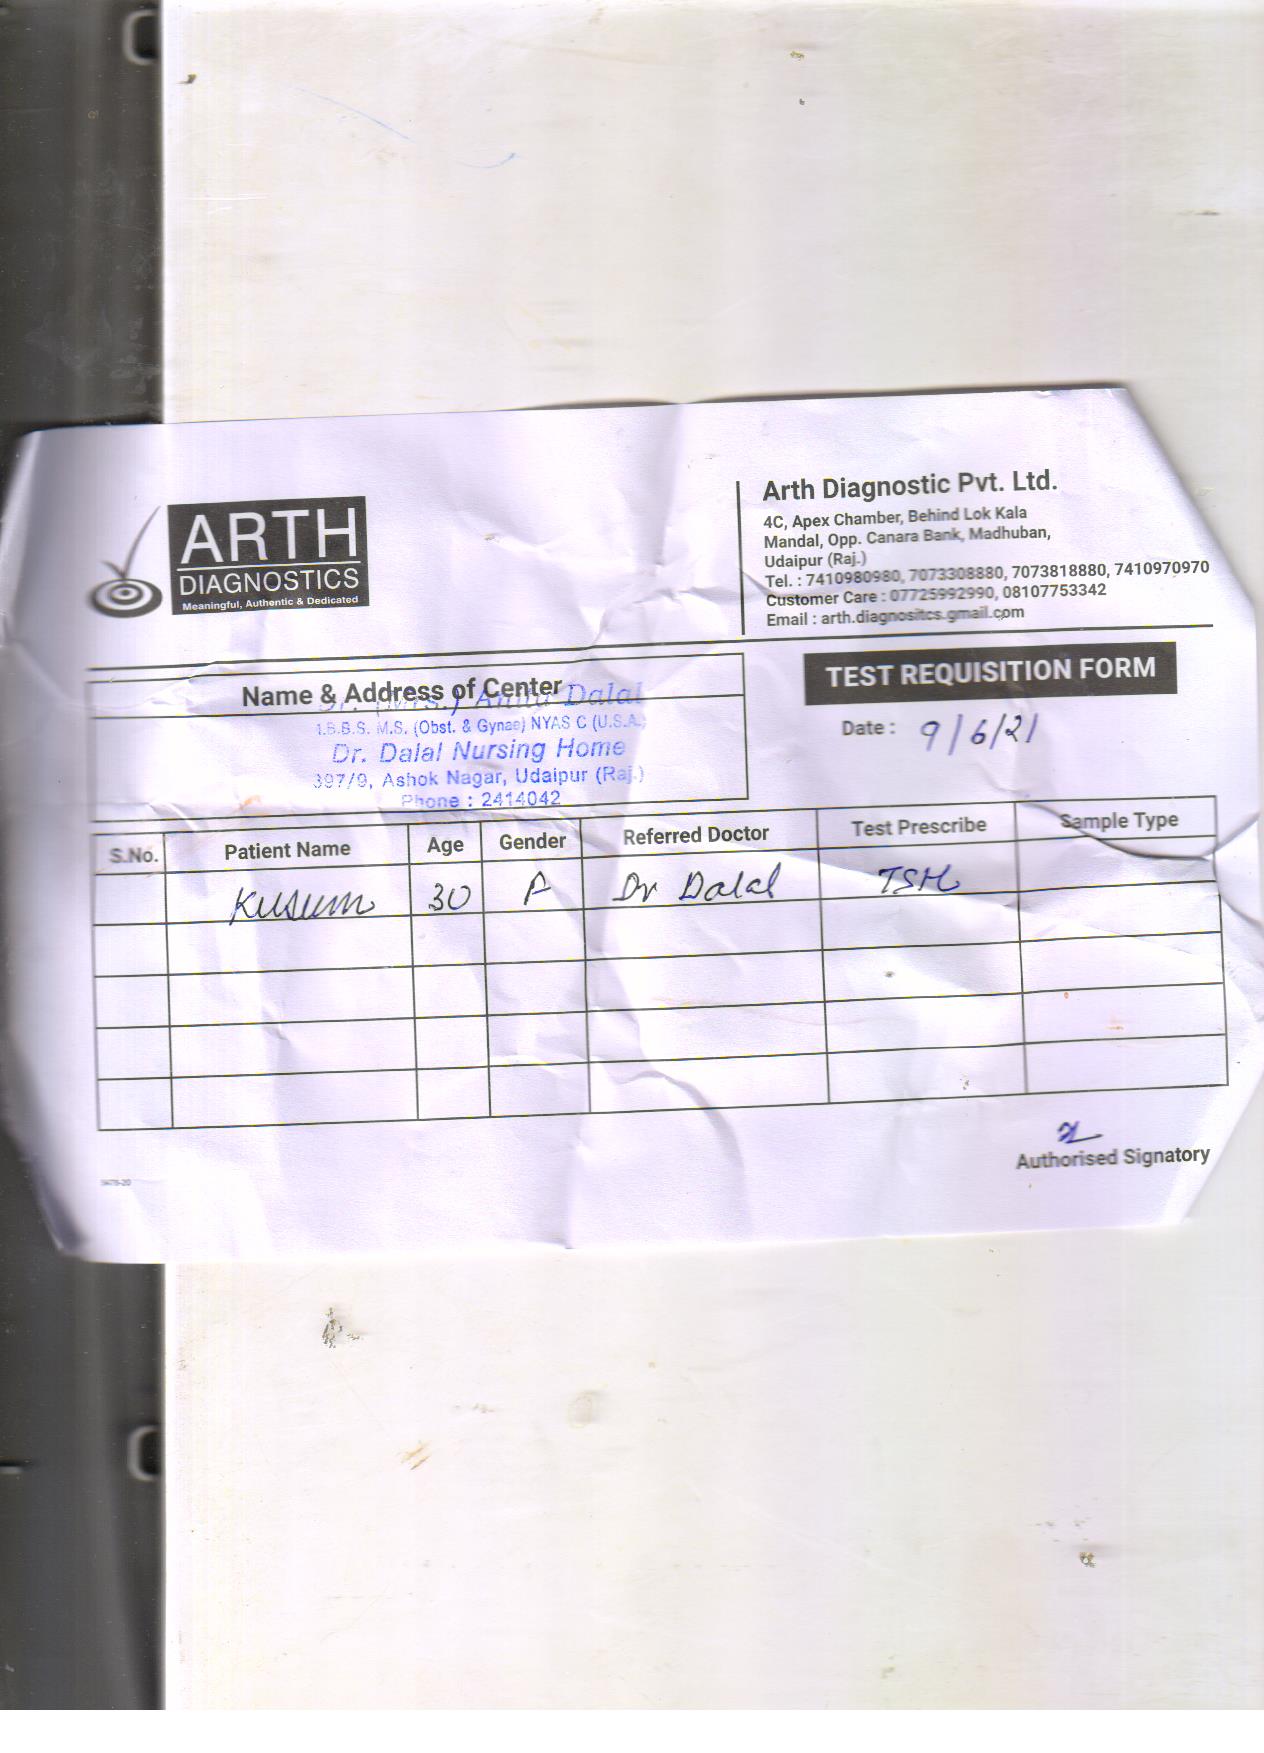 ARTH
DIAGNOSTICS
Meaningful, Authentic & Dedicated
Arth Diagnostic Pvt. Ltd.
4C, Apex Chamber, Behind Lok Kala
Mandal, Opp. Canara Bank, Madhuban,
Udaipur (Raj.)
Tel. : 7410980980, 7073308880, 7073818880, 7410970970
Customer Care : 07725992990, 08107753342
Email : arth.diagnositcs.gmail.com
Name & Address of Center
Dr. (Mrs.) Dalal
M.S. (Obst. & Gynae) NYAS C (U.S.A.)
Dr. Dalal Nursing Home
397/9, Ashok Nagar, Udaipur (Raj.)
Phone : 2414042
TEST REQUISITION FORM
Date : 9/6/21
S.No. Patient Name Age Gender Referred Doctor Test Prescribe Sample Type
Kusum 30 F Dr Dalal TSH
Authorised Signatory